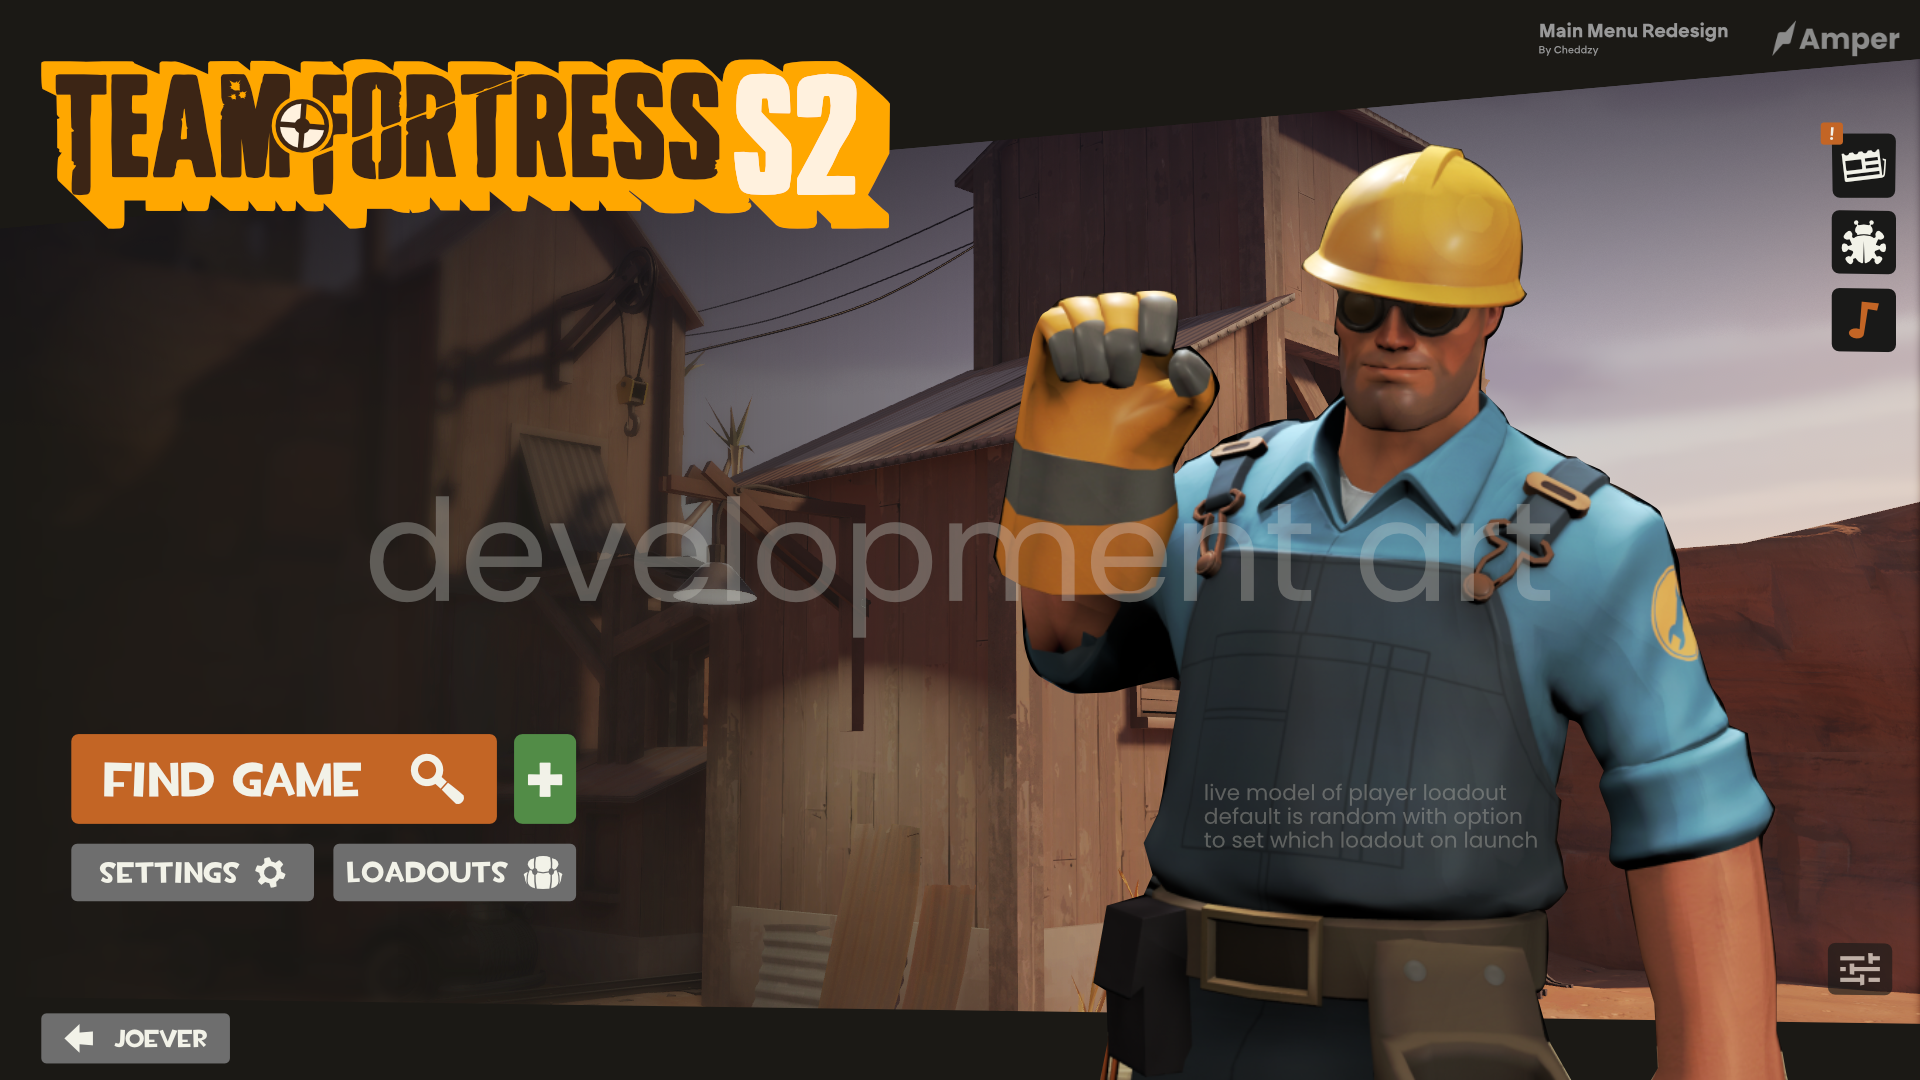 Main Menu Redesign
By Cheddzy
Amper
TEAM FORTRESS S2
!
development art
FIND GAME
SETTINGS
LOADOUTS
live model of player loadout
default is random with option
to set which loadout on launch
JOEVER